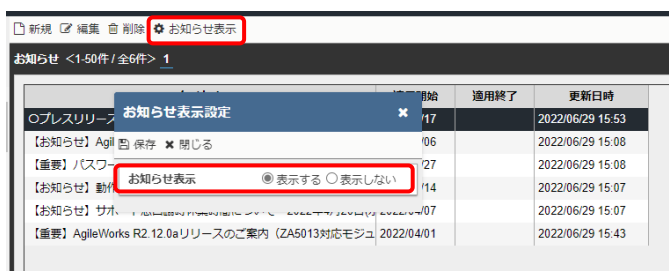 新規 編集 削除 お知らせ表示
お知らせ <1-50件 / 全6件> 1
開始 適用終了 更新日時
お知らせ表示設定 ×
保存 ✖ 閉じる
お知らせ表示 表示する 表示しない
〇プレスリリース /17 2022/06/29 15:53
【お知らせ】Agil /06 2022/06/29 15:08
【重要】パスワー /27 2022/06/29 15:08
【お知らせ】動作 /14 2022/06/29 15:07
【お知らせ】サポ 2022/04/07 2022/06/29 15:07
【重要】AgileWorks R2.12.0aリリースのご案内（ZA5013対応モジュ 2022/04/01 2022/06/29 15:43